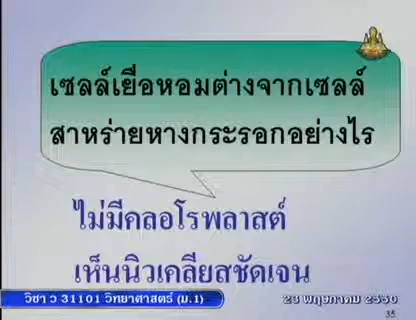 เซลล์เยื่อหอมต่างจากเซลล์
สาหร่ายหางกระรอกอย่างไร
ไม่มีคลอโรพลาสต์
เห็นนิวเคลียสชัดเจน
วิชา ว 31101 วิทยาศาสตร์ (ม.1)
23 พฤษภาคม 2550
35